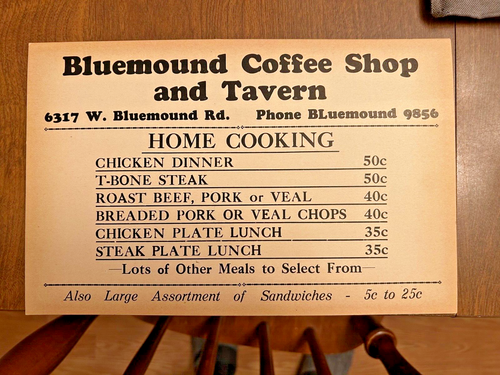 Bluemound Coffee Shop
and Tavern
6317 W. Bluemound Rd. Phone BLuemound 9856
HOME COOKING
CHICKEN DINNER 50c
T-BONE STEAK 50c
ROAST BEEF, PORK or VEAL 40c
BREADED PORK OR VEAL CHOPS 40c
CHICKEN PLATE LUNCH 35c
STEAK PLATE LUNCH 35c
—Lots of Other Meals to Select From—
Also Large Assortment of Sandwiches - 5c to 25c